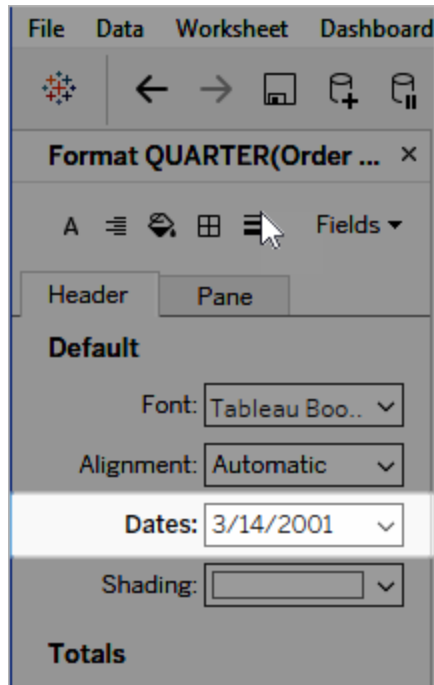 File Data Worksheet Dashboard
Format QUARTER(Order ... ×
A Fields
Header Pane
Default
Font: Tableau Boo..
Alignment: Automatic
Dates: 3/14/2001
Shading:
Totals